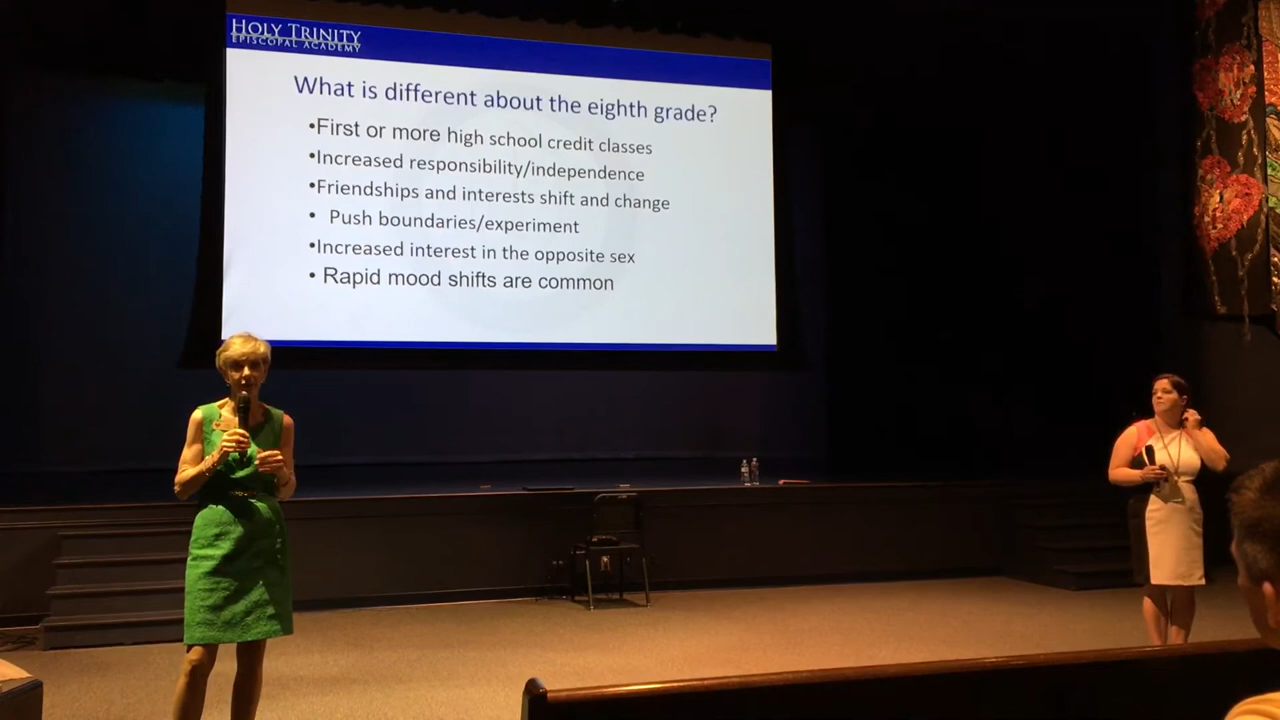 HOLY TRINITY
EPISCOPAL ACADEMY
What is different about the eighth grade?
•First or more high school credit classes
•Increased responsibility/independence
•Friendships and interests shift and change
• Push boundaries/experiment
•Increased interest in the opposite sex
• Rapid mood shifts are common